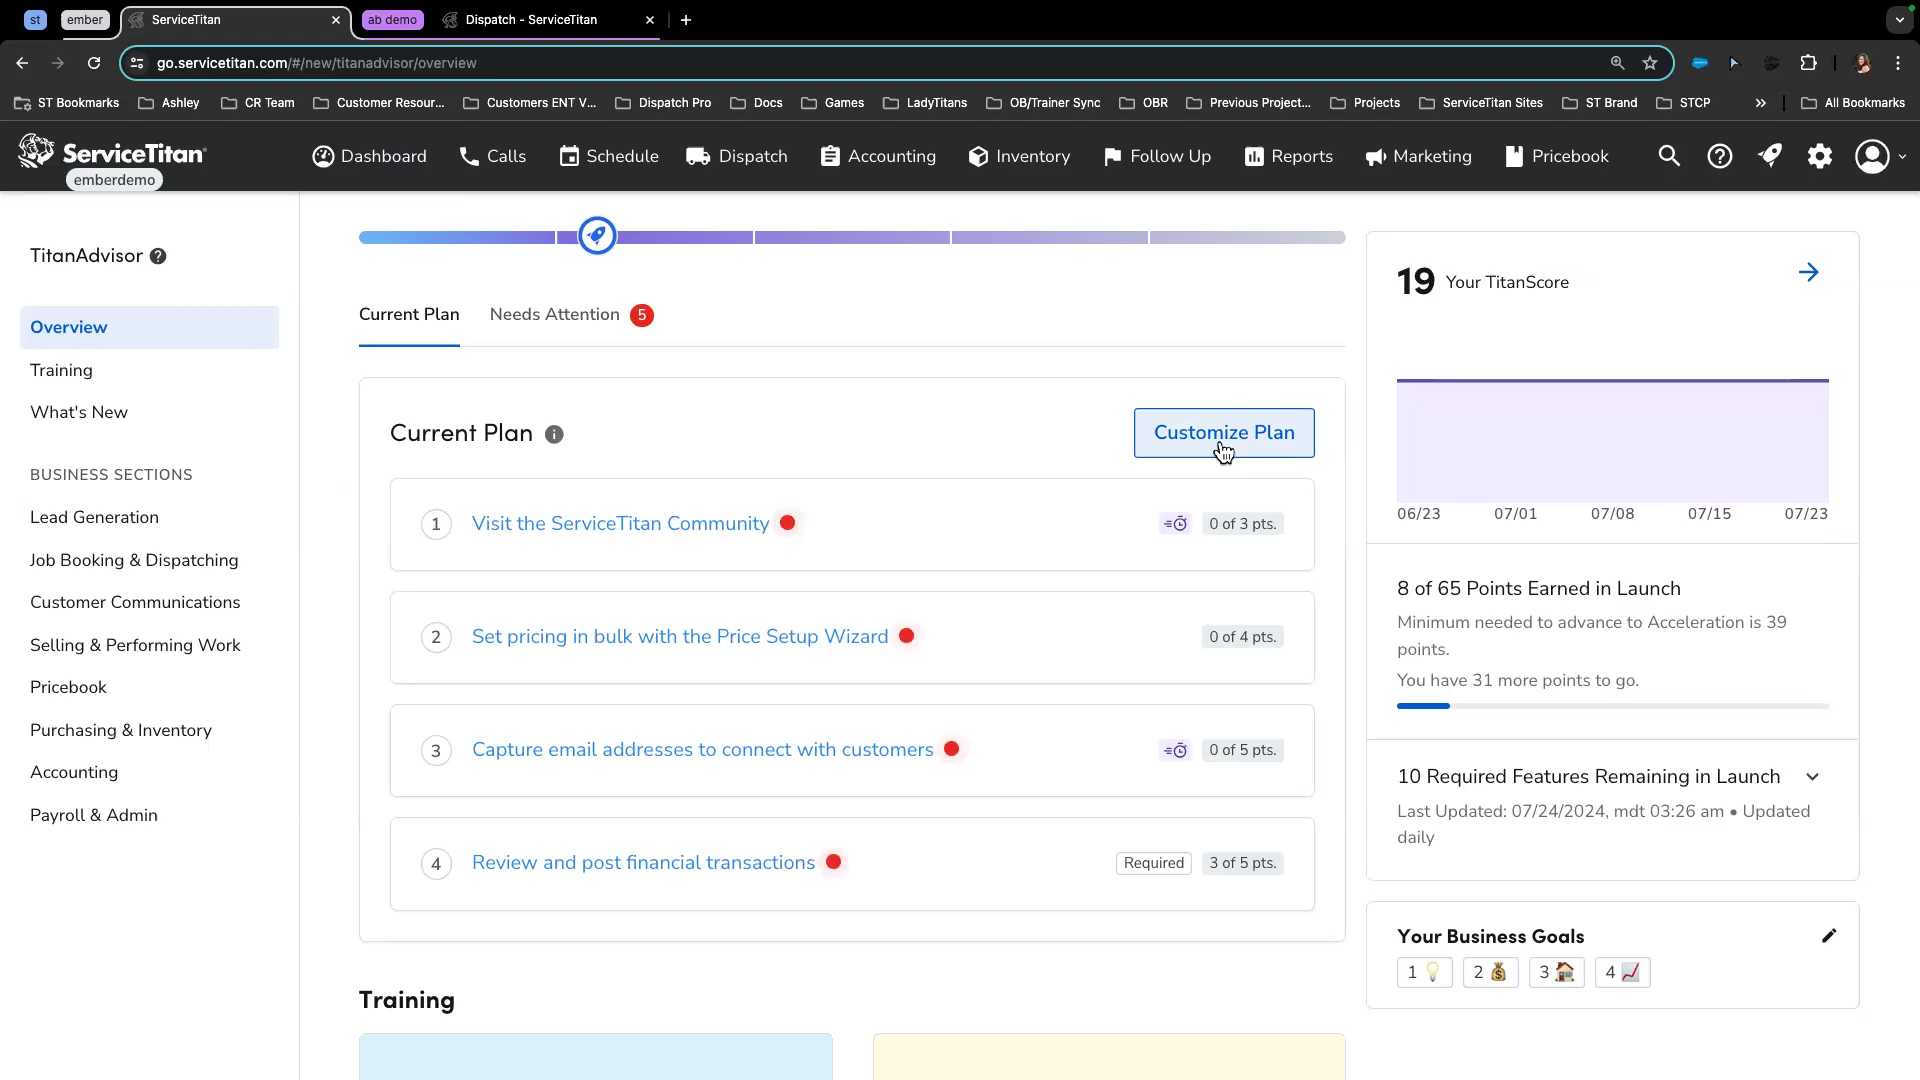 st
ember
ServiceTitan
ab demo
Dispatch - ServiceTitan
go.servicetitan.com/#/new/titanadvisor/overview
ST Bookmarks
Ashley
CR Team
Customer Resour...
Customers ENT V...
Dispatch Pro
Docs
Games
LadyTitans
OB/Trainer Sync
OBR
Previous Project...
Projects
ServiceTitan Sites
ST Brand
STCP
»
All Bookmarks
ServiceTitan
emberdemo
Dashboard
Calls
Schedule
Dispatch
Accounting
Inventory
Follow Up
Reports
Marketing
Pricebook
TitanAdvisor
Overview
Training
What's New
BUSINESS SECTIONS
Lead Generation
Job Booking & Dispatching
Customer Communications
Selling & Performing Work
Pricebook
Purchasing & Inventory
Accounting
Payroll & Admin
Current Plan
Needs Attention 5
Current Plan
Customize Plan
1 Visit the ServiceTitan Community 0 of 3 pts.
2 Set pricing in bulk with the Price Setup Wizard 0 of 4 pts.
3 Capture email addresses to connect with customers 0 of 5 pts.
4 Review and post financial transactions Required 3 of 5 pts.
Training
19 Your TitanScore
06/23 07/01 07/08 07/15 07/23
8 of 65 Points Earned in Launch
Minimum needed to advance to Acceleration is 39
points.
You have 31 more points to go.
10 Required Features Remaining in Launch
Last Updated: 07/24/2024, mdt 03:26 am • Updated
daily
Your Business Goals
1 💡 2 💰 3 🏠 4 📈